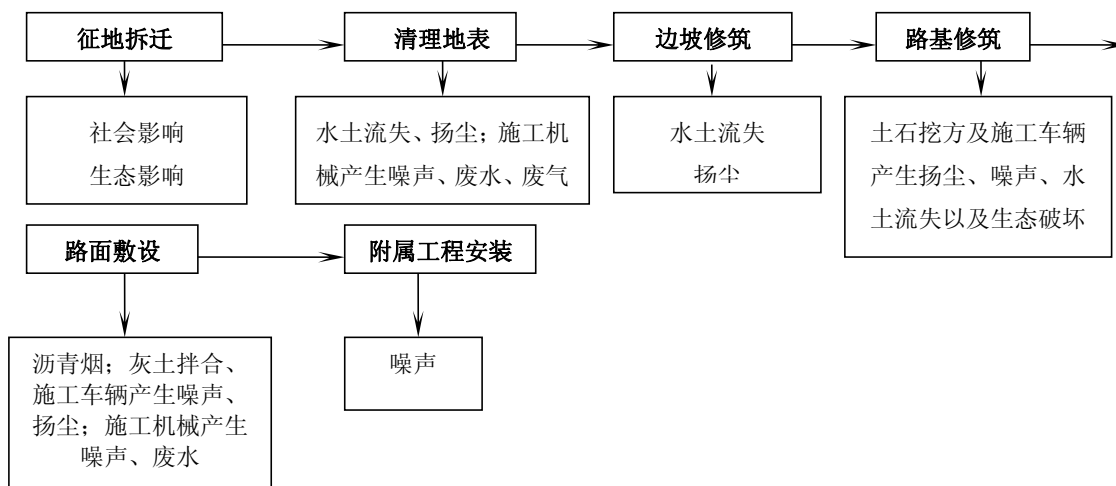 征地拆迁
清理地表
边坡修筑
路基修筑
社会影响
生态影响
水土流失、扬尘；施工机
械产生噪声、废水、废气
水土流失
扬尘
土石挖方及施工车辆
产生扬尘、噪声、水
土流失以及生态破坏
路面敷设
附属工程安装
沥青烟；灰土拌合、
施工车辆产生噪声、
扬尘；施工机械产生
噪声、废水
噪声